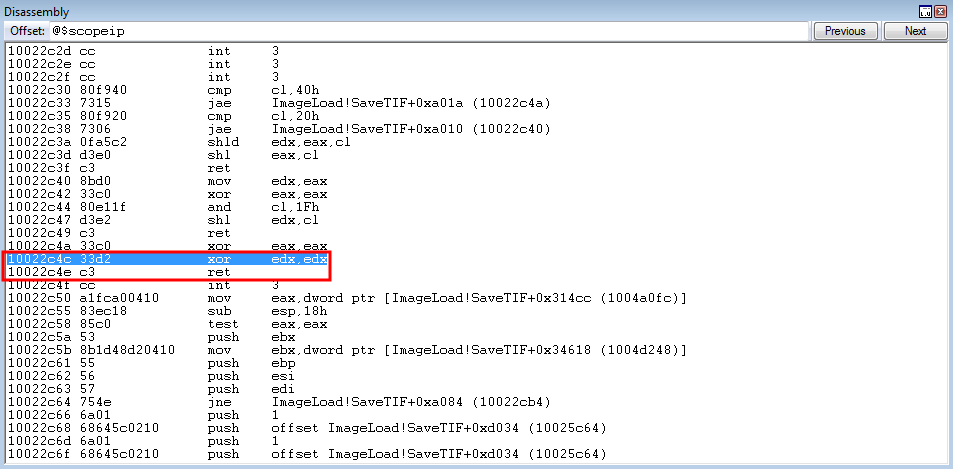 Disassembly
Offset: @$scopeip Previous Next
10022c2d cc int 3
10022c2e cc int 3
10022c2f cc int 3
10022c30 80f940 cmp cl,40h
10022c33 7315 jae ImageLoad!SaveTIF+0xa01a (10022c4a)
10022c35 80f920 cmp cl,20h
10022c38 7306 jae ImageLoad!SaveTIF+0xa010 (10022c40)
10022c3a 0fa5c2 shld edx,eax,cl
10022c3d d3e0 shl eax,cl
10022c3f c3 ret
10022c40 8bd0 mov edx,eax
10022c42 33c0 xor eax,eax
10022c44 80e11f and cl,1Fh
10022c47 d3e2 shl edx,cl
10022c49 c3 ret
10022c4a 33c0 xor eax,eax
10022c4c 33d2 xor edx,edx
10022c4e c3 ret
10022c4f cc int 3
10022c50 a1fca00410 mov eax,dword ptr [ImageLoad!SaveTIF+0x314cc (1004a0fc)]
10022c55 83ec18 sub esp,18h
10022c58 85c0 test eax,eax
10022c5a 53 push ebx
10022c5b 8b1d48d20410 mov ebx,dword ptr [ImageLoad!SaveTIF+0x34618 (1004d248)]
10022c61 55 push ebp
10022c62 56 push esi
10022c63 57 push edi
10022c64 754e jne ImageLoad!SaveTIF+0xa084 (10022cb4)
10022c66 6a01 push 1
10022c68 68645c0210 push offset ImageLoad!SaveTIF+0xd034 (10025c64)
10022c6d 6a01 push 1
10022c6f 68645c0210 push offset ImageLoad!SaveTIF+0xd034 (10025c64)